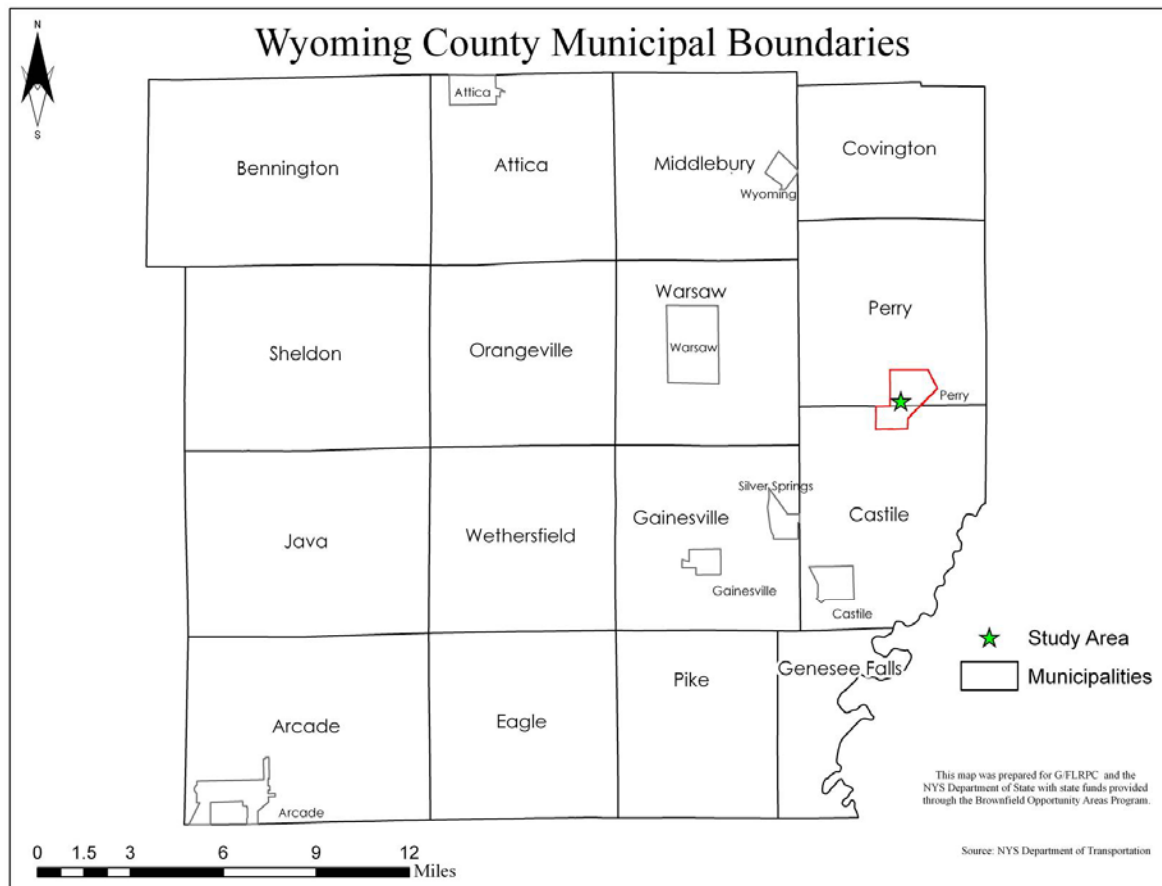 Wyoming County Municipal Boundaries
N
S
Attica
Bennington
Attica
Middlebury
Covington
Wyoming
Warsaw
Perry
Sheldon
Orangeville
Warsaw
Perry
Silver Springs
Gainesville
Castile
Java
Wethersfield
Gainesville
Castile
Study Area
Genesee Falls
Municipalities
Pike
Arcade
Eagle
Arcade
This map was prepared for G/FLRPC and the
NYS Department of State with state funds provided
through the Brownfield Opportunity Areas Program.
Source: NYS Department of Transportation
0 1.5 3 6 9 12
Miles